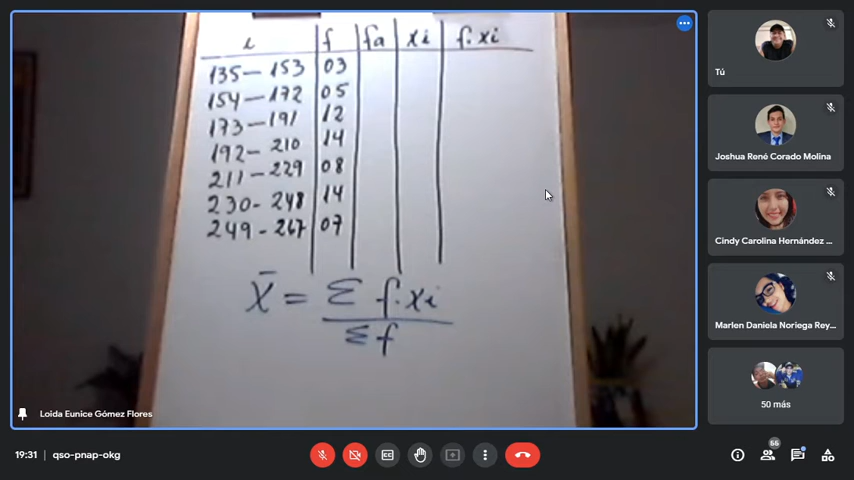 i f fa xi f.xi
135 — 153 03
154 — 172 05
173 — 191 12
192 — 210 14
211 — 229 08
230 - 248 14
249 - 267 07
X̄ = Σ f.xi
Σ f
Loida Eunice Gómez Flores
Tú
Joshua René Corado Molina
Cindy Carolina Hernández ...
Marlen Daniela Noriega Rey...
50 más
19:31 qso-pnap-okg
55